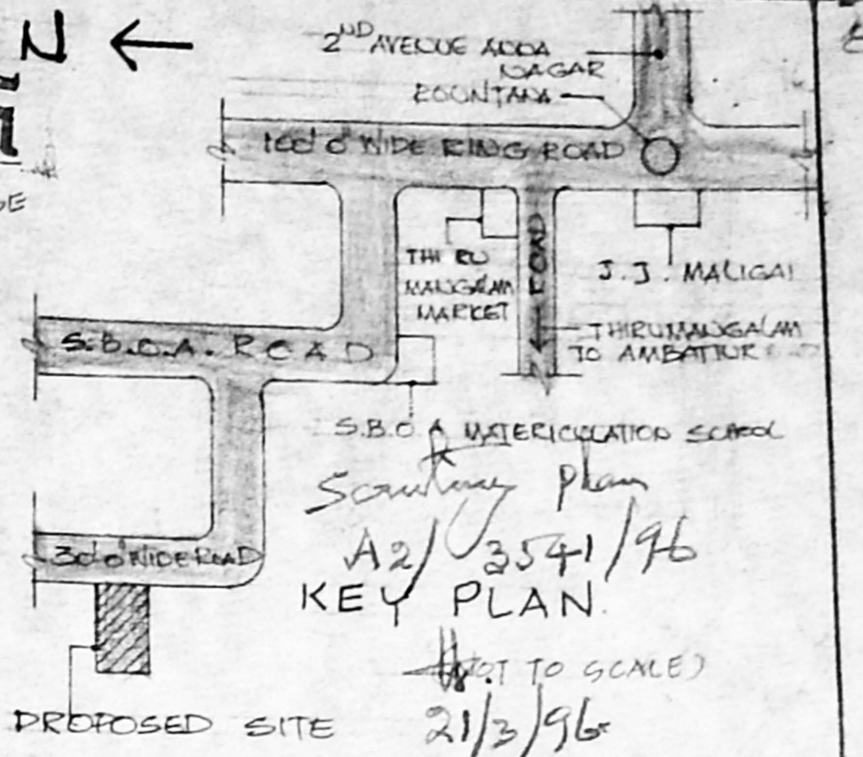 N
2ND AVENUE ANNA
NAGAR
ROUNTANA
100'0" WIDE RING ROAD
THIRU
MANGALAM
MARKET
ROAD
J.J. MALIGAI
THIRUMANGALAM
TO AMBATTUR
S.B.O.A. ROAD
S.B.O.A MATERICULATION SCHOOL
Plan
A2/ 3541/96
30'0" WIDE ROAD
KEY PLAN.
(NOT TO SCALE)
PROPOSED SITE
21/3/96